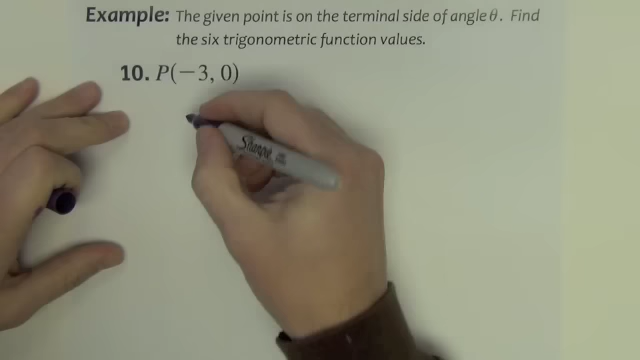 Example: The given point is on the terminal side of angle θ. Find
the six trigonometric function values.
10. P(−3, 0)
Sharpie